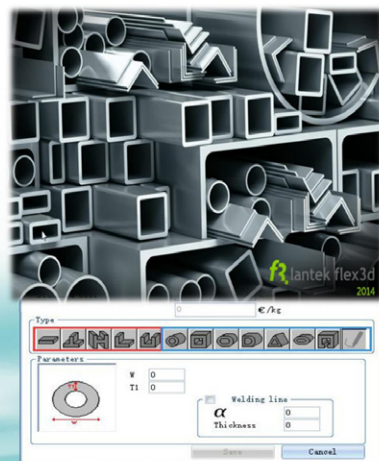 lantek flex3d
2014
0 €/kg
Type
Parameters
W 0
T1 0
Welding line
α 0
Thickness 0
Save Cancel